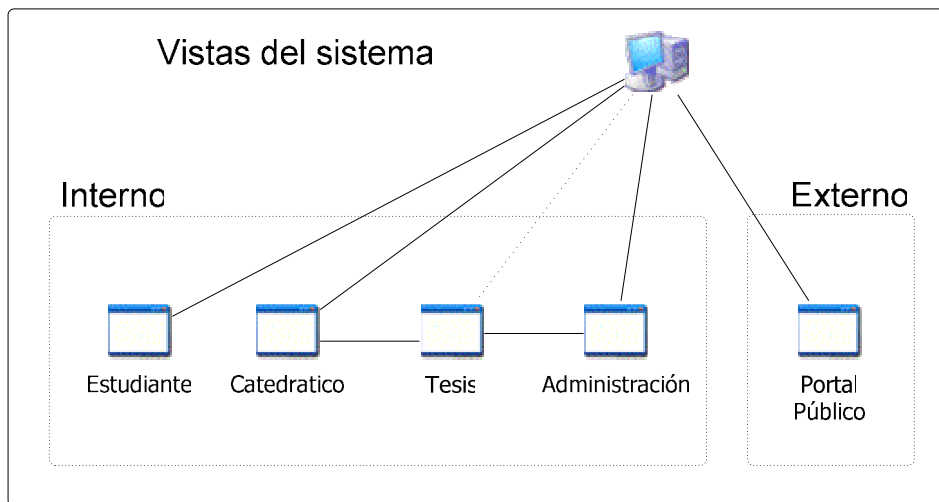 Vistas del sistema
Interno
Externo
Estudiante
Catedratico
Tesis
Administración
Portal
Público